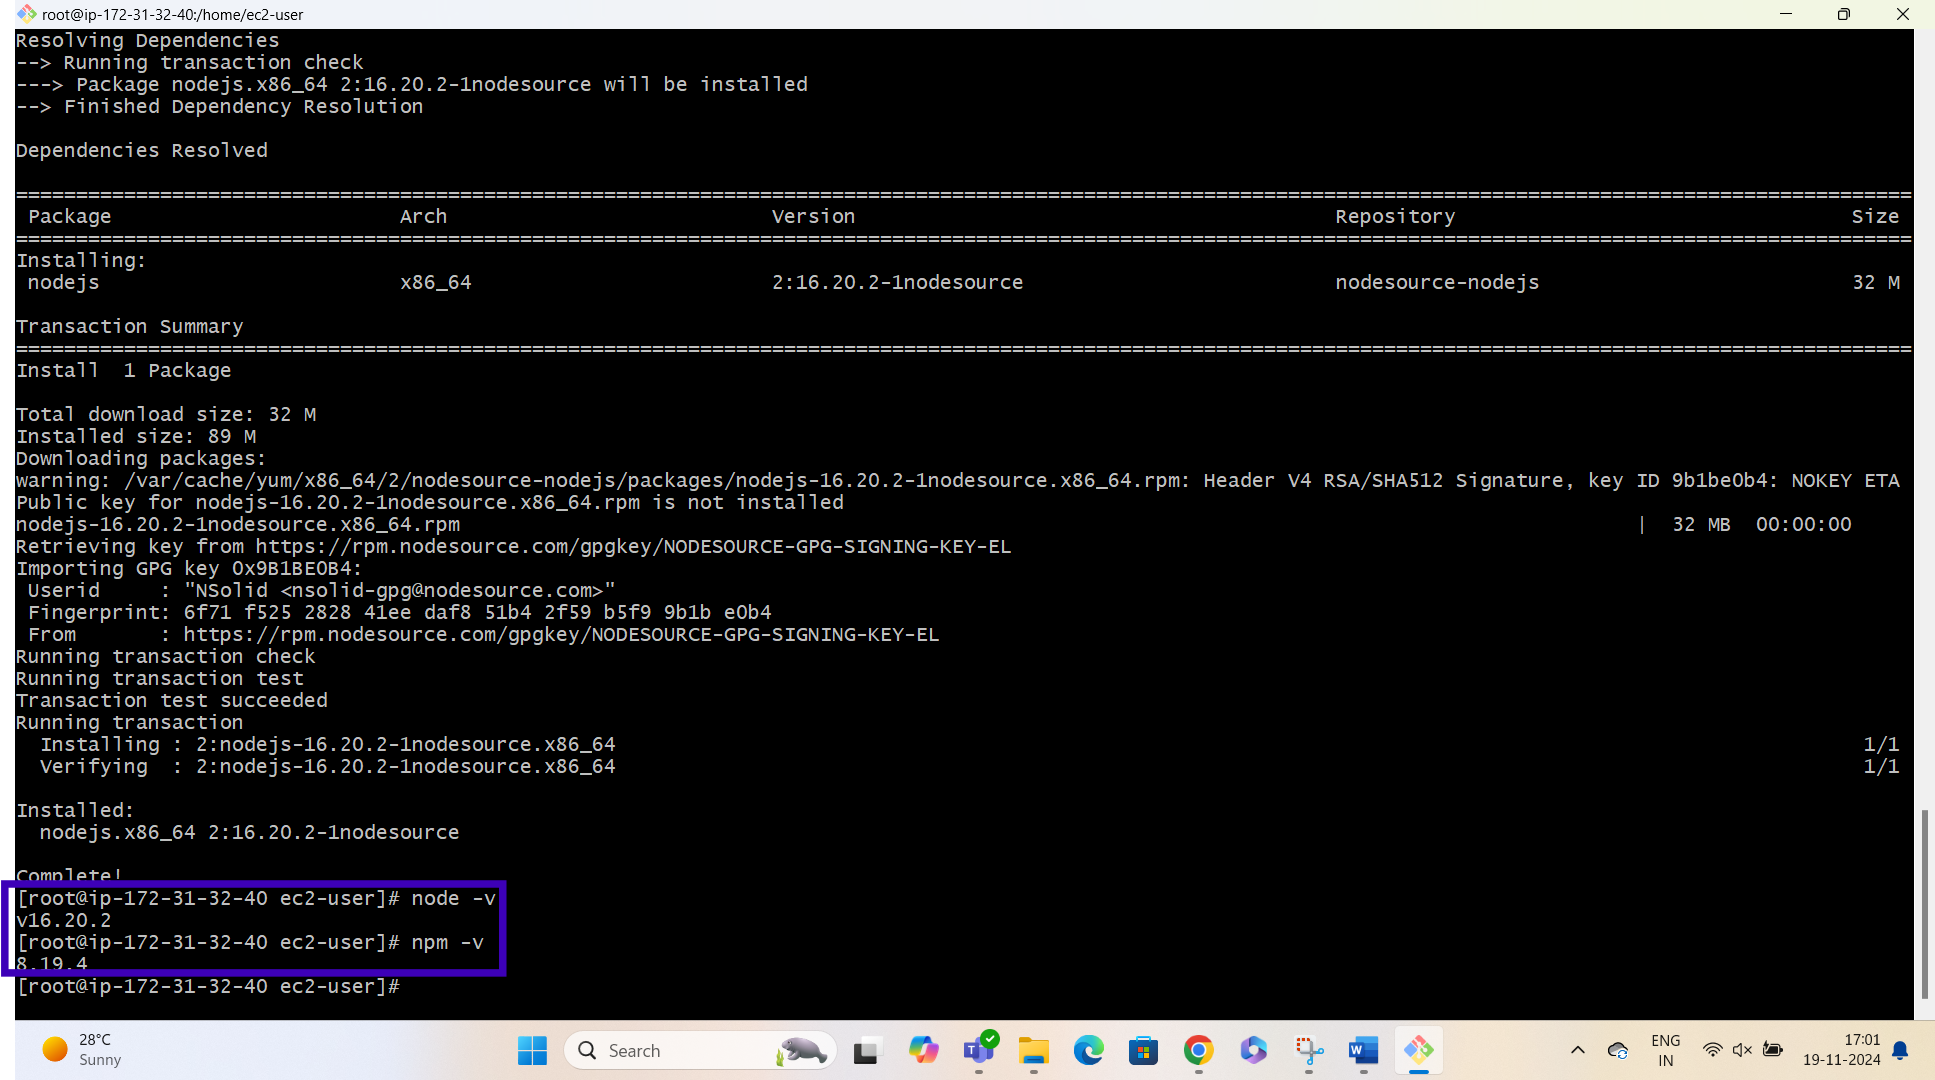 root@ip-172-31-32-40:/home/ec2-user
Resolving Dependencies
--> Running transaction check
---> Package nodejs.x86_64 2:16.20.2-1nodesource will be installed
--> Finished Dependency Resolution
Dependencies Resolved
================================================================================
Package Arch Version Repository Size
================================================================================
Installing:
nodejs x86_64 2:16.20.2-1nodesource nodesource-nodejs 32 M
Transaction Summary
================================================================================
Install 1 Package
Total download size: 32 M
Installed size: 89 M
Downloading packages:
warning: /var/cache/yum/x86_64/2/nodesource-nodejs/packages/nodejs-16.20.2-1nodesource.x86_64.rpm: Header V4 RSA/SHA512 Signature, key ID 9b1be0b4: NOKEY ETA
Public key for nodejs-16.20.2-1nodesource.x86_64.rpm is not installed
nodejs-16.20.2-1nodesource.x86_64.rpm | 32 MB 00:00:00
Retrieving key from https://rpm.nodesource.com/gpgkey/NODESOURCE-GPG-SIGNING-KEY-EL
Importing GPG key 0x9B1BE0B4:
Userid : "NSolid <nsolid-gpg@nodesource.com>"
Fingerprint: 6f71 f525 2828 41ee daf8 51b4 2f59 b5f9 9b1b e0b4
From : https://rpm.nodesource.com/gpgkey/NODESOURCE-GPG-SIGNING-KEY-EL
Running transaction check
Running transaction test
Transaction test succeeded
Running transaction
Installing : 2:nodejs-16.20.2-1nodesource.x86_64 1/1
Verifying : 2:nodejs-16.20.2-1nodesource.x86_64 1/1
Installed:
nodejs.x86_64 2:16.20.2-1nodesource
Complete!
[root@ip-172-31-32-40 ec2-user]# node -v
v16.20.2
[root@ip-172-31-32-40 ec2-user]# npm -v
8.19.4
[root@ip-172-31-32-40 ec2-user]#
28°C
Sunny
Search
ENG
IN
17:01
19-11-2024